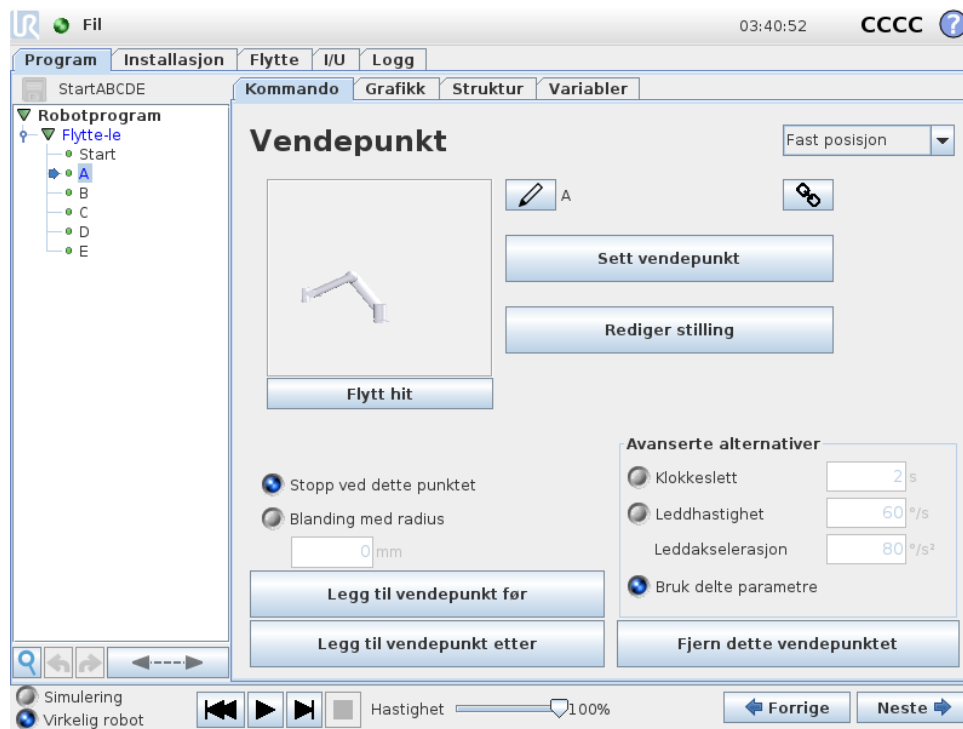 UR Fil 03:40:52 CCCC ?
Program Installasjon Flytte I/U Logg
StartABCDE
Kommando Grafikk Struktur Variabler
Robotprogram
Flytte-le
Start
A
B
C
D
E
Vendepunkt
Fast posisjon
A
Sett vendepunkt
Rediger stilling
Flytt hit
Stopp ved dette punktet
Blanding med radius
0 mm
Avanserte alternativer
Klokkeslett 2 s
Leddhastighet 60 °/s
Leddakselerasjon 80 °/s²
Bruk delte parametre
Legg til vendepunkt før
Legg til vendepunkt etter
Fjern dette vendepunktet
Simulering
Virkelig robot
Hastighet 100%
Forrige
Neste